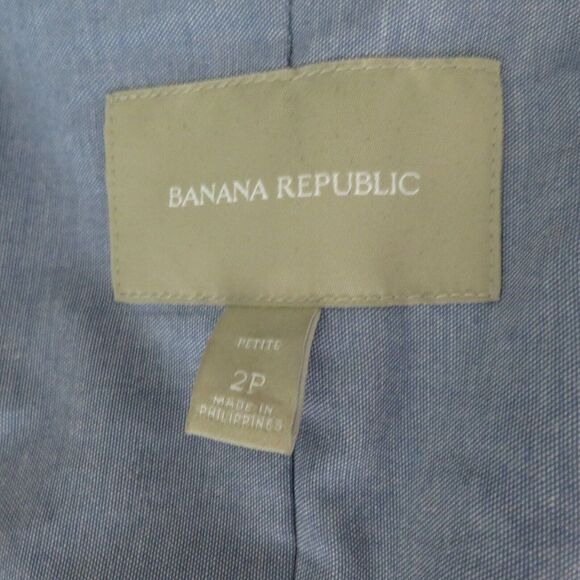 BANANA REPUBLIC
PETITE
2P
MADE IN
PHILIPPINES